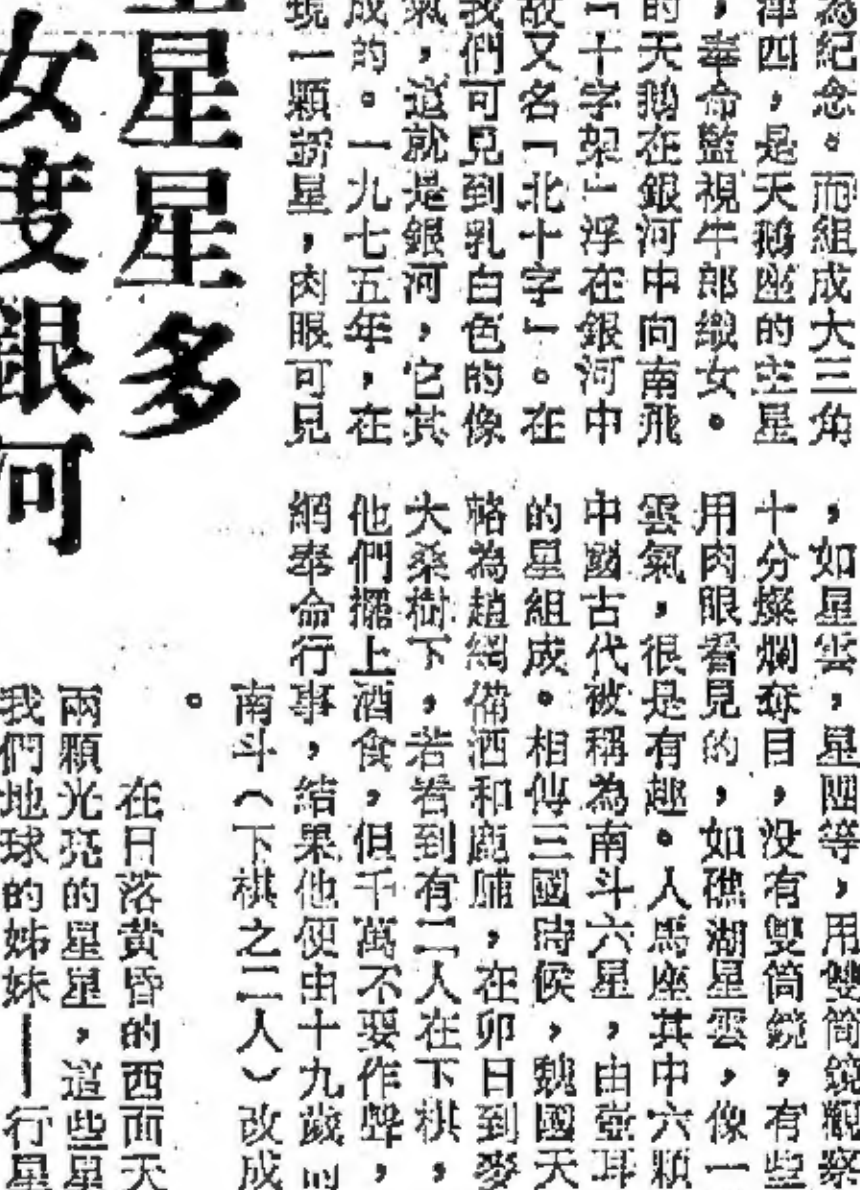 為紀念。而組成大三角
津四，是天鵝座的主星
，奉命監視牛郎織女。
的天鵝在銀河中向南飛
「十字架」浮在銀河中
故又名「北十字」。在
我們可見到乳白色的像
氣，這就是銀河，它其
成的。一九七五年，在
現一顆新星，肉眼可見
，如星雲，星團等，用雙筒鏡觀察
十分燦爛奪目，没有雙筒鏡，有些
用肉眼看見的，如礁湖星雲，像一
雲氣，很是有趣。人馬座其中六顆
中國古代被稱為南斗六星，由壺耳
的星組成。相傳三國時候，魏國天
輅為趙網備酒和鹿脯，在卯日到麥
大桑樹下，若看到有二人在下棋，
他們擺上酒食，但千萬不要作聲，
網奉命行事，結果他便由十九歲
南斗（下棋之二人）改成
。
星星多
女度銀河
在日落黄昏的西面天
兩顆光亮的星星，這些星
我們地球的姊妹——行星